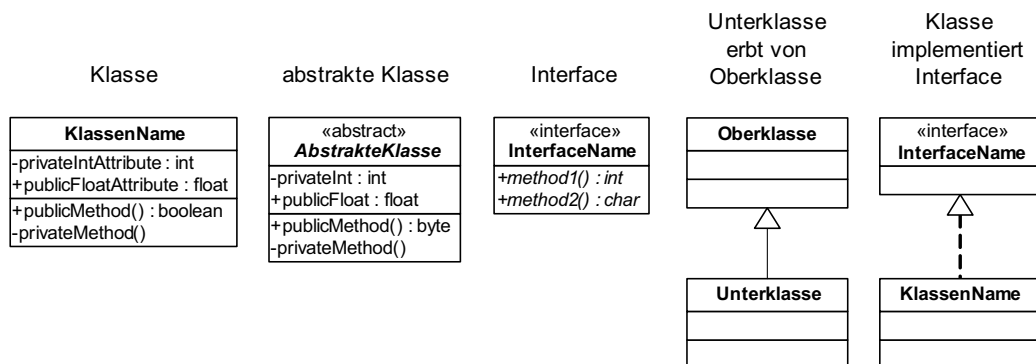 Klasse
abstrakte Klasse
Interface
Unterklasse
erbt von
Oberklasse
Klasse
implementiert
Interface
KlassenName
-privateIntAttribute : int
+publicFloatAttribute : float
+publicMethod() : boolean
-privateMethod()
«abstract»
AbstrakteKlasse
-privateInt : int
+publicFloat : float
+publicMethod() : byte
-privateMethod()
«interface»
InterfaceName
+method1() : int
+method2() : char
Oberklasse
Unterklasse
«interface»
InterfaceName
KlassenName